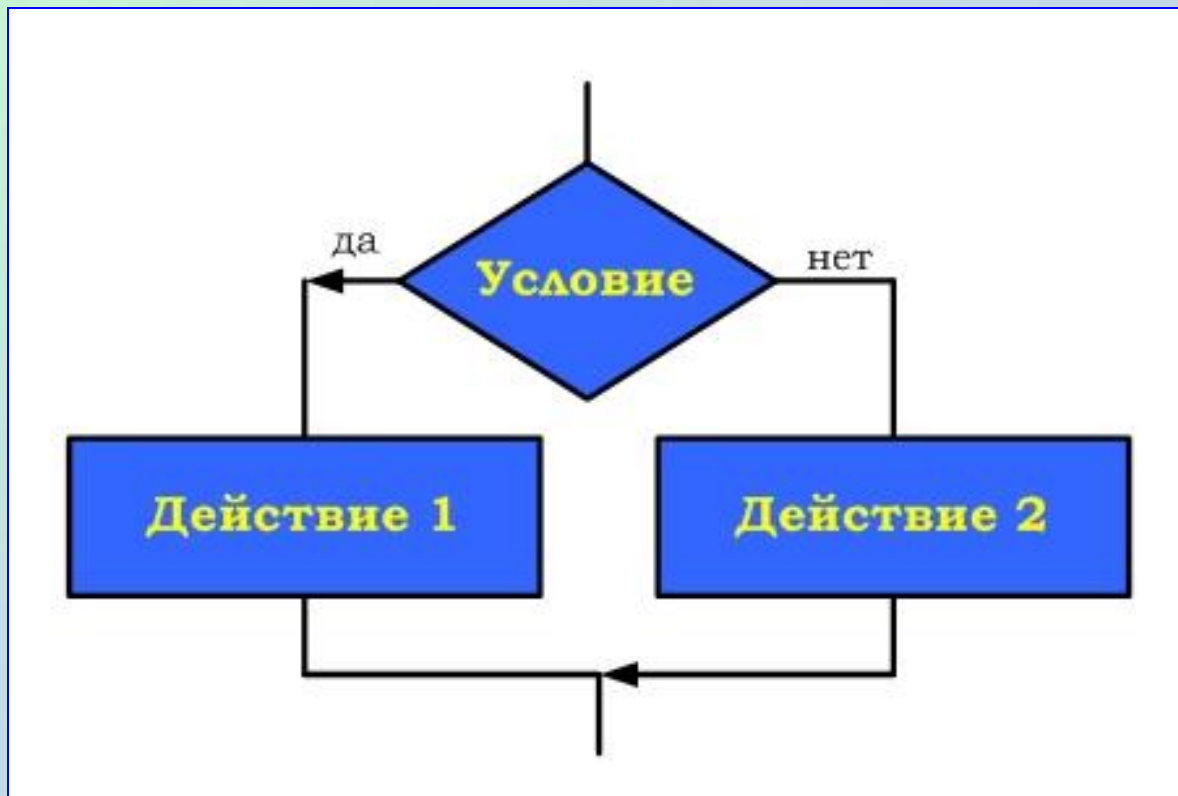 да
Условие
нет
Действие 1
Действие 2